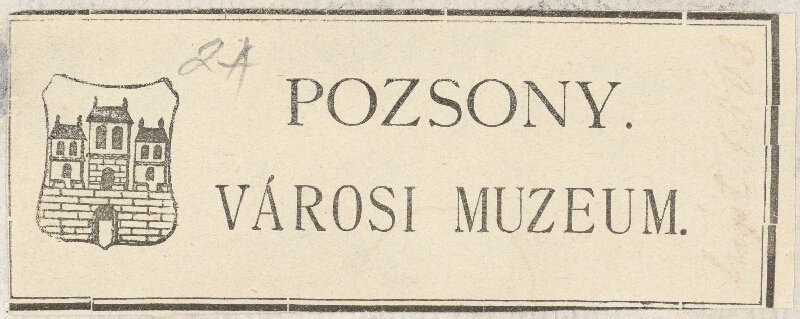 2A
POZSONY.
VÁROSI MUZEUM.